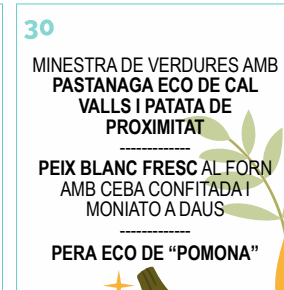 30
MINESTRA DE VERDURES AMB
PASTANAGA ECO DE CAL
VALLS I PATATA DE
PROXIMITAT
-------------
PEIX BLANC FRESC AL FORN
AMB CEBA CONFITADA I
MONIATO A DAUS
-------------
PERA ECO DE “POMONA”